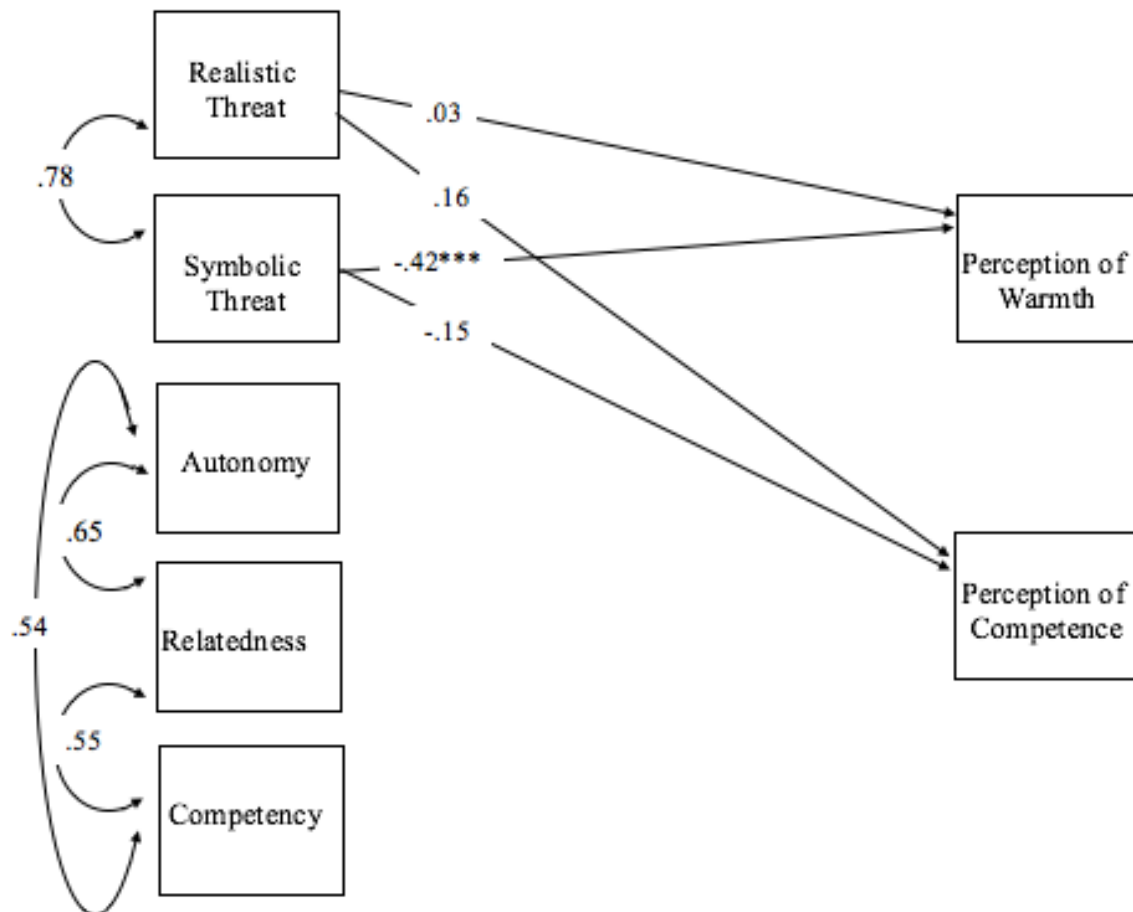 Realistic
Threat
.03
.78
.16
Symbolic
Threat
-.42***
Perception of
Warmth
-.15
Autonomy
.65
.54
Relatedness
Perception of
Competence
.55
Competency